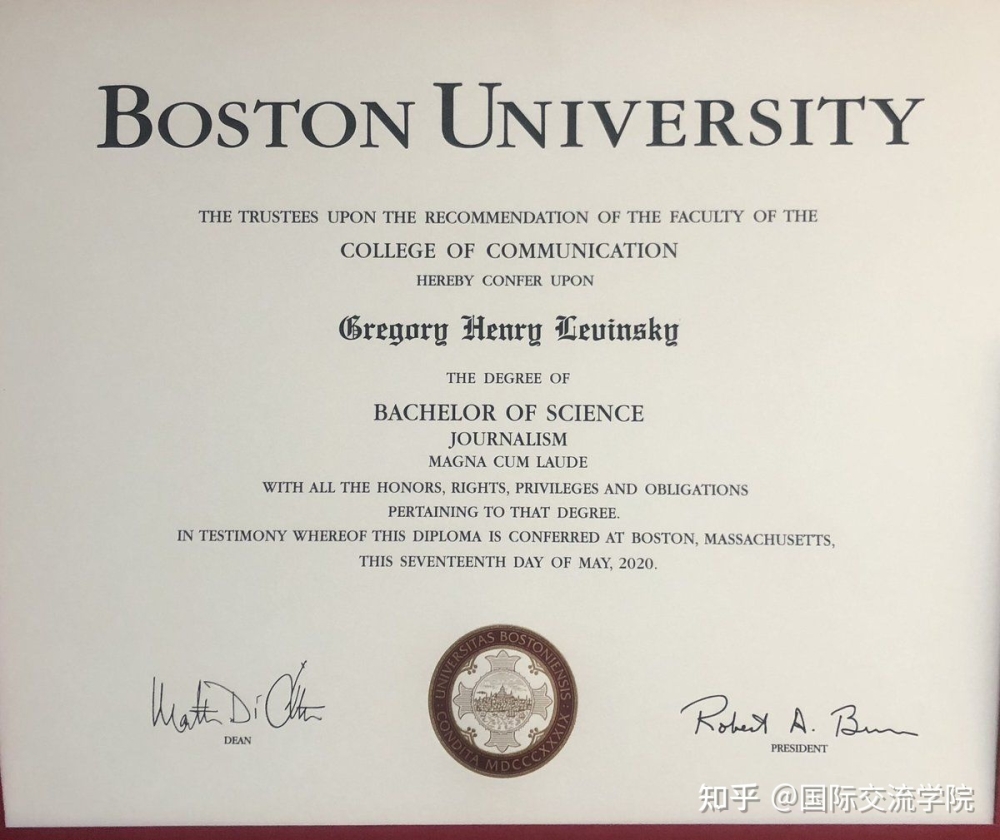 BOSTON UNIVERSITY
THE TRUSTEES UPON THE RECOMMENDATION OF THE FACULTY OF THE
COLLEGE OF COMMUNICATION
HEREBY CONFER UPON
Gregory Henry Levinsky
THE DEGREE OF
BACHELOR OF SCIENCE
JOURNALISM
MAGNA CUM LAUDE
WITH ALL THE HONORS, RIGHTS, PRIVILEGES AND OBLIGATIONS
PERTAINING TO THAT DEGREE.
IN TESTIMONY WHEREOF THIS DIPLOMA IS CONFERRED AT BOSTON, MASSACHUSETTS,
THIS SEVENTEENTH DAY OF MAY, 2020.
UNIVERSITAS BOSTONIENSIS
CONDITA MDCCCXXXIX
Robert A.
DEAN
PRESIDENT
知乎 @国际交流学院